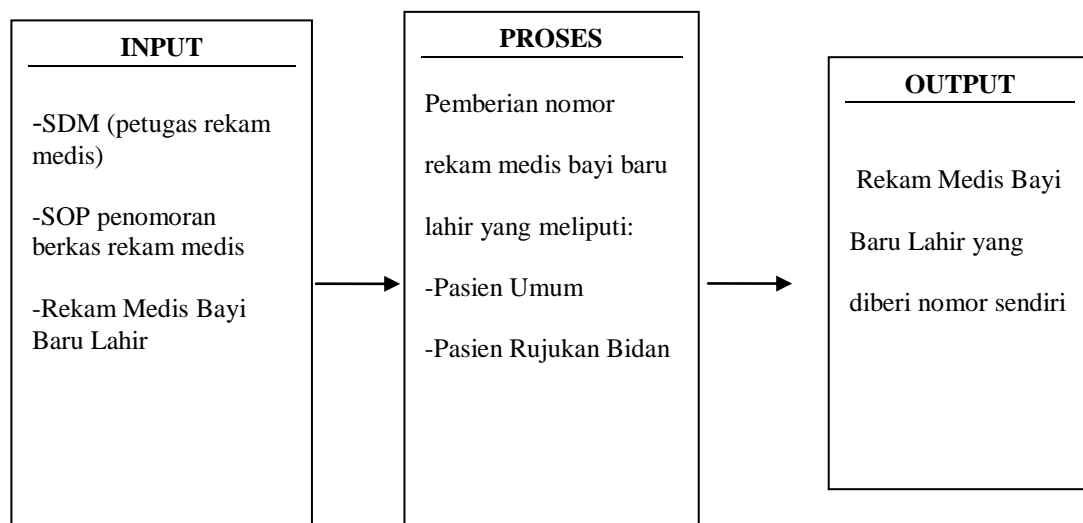 INPUT
-SDM (petugas rekam
medis)
-SOP penomoran
berkas rekam medis
-Rekam Medis Bayi
Baru Lahir
PROSES
Pemberian nomor
rekam medis bayi baru
lahir yang meliputi:
-Pasien Umum
-Pasien Rujukan Bidan
OUTPUT
Rekam Medis Bayi
Baru Lahir yang
diberi nomor sendiri